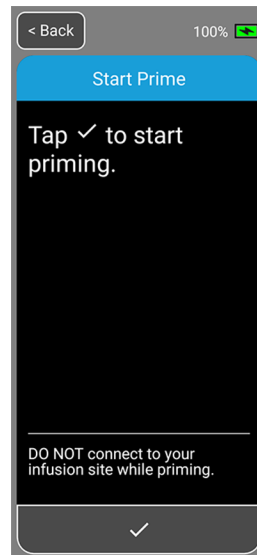 < Back 100%
Start Prime
Tap ✓ to start
priming.
DO NOT connect to your
infusion site while priming.
✓